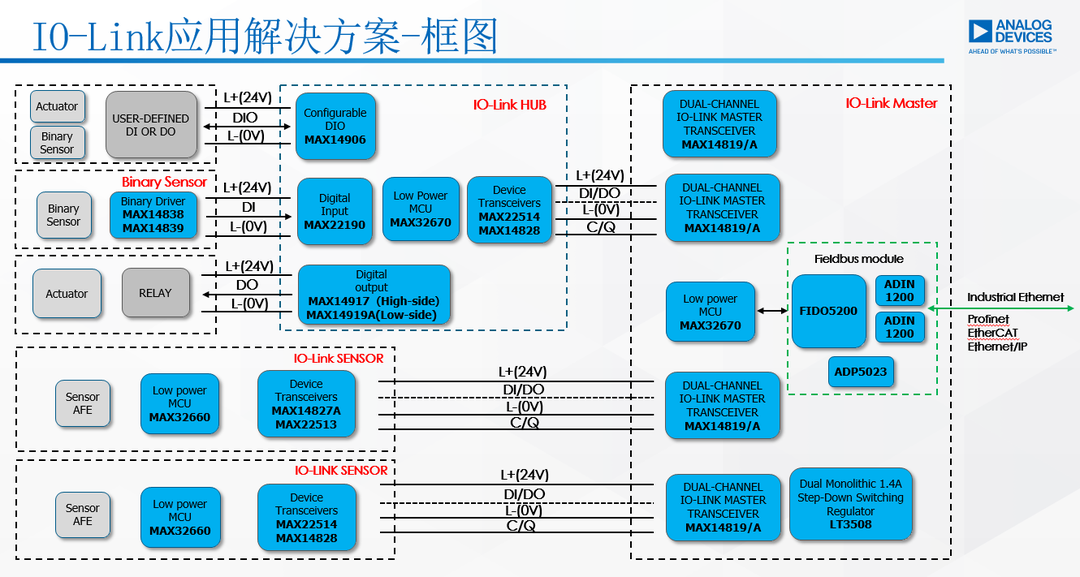 IO-Link应用解决方案-框图
ANALOG
DEVICES
AHEAD OF WHAT'S POSSIBLE™
Actuator
Binary
Sensor
USER-DEFINED
DI OR DO
L+(24V)
DIO
L-(0V)
Configurable
DIO
MAX14906
IO-Link HUB
Binary Sensor
Binary
Sensor
Binary Driver
MAX14838
MAX14839
L+(24V)
DI
L-(0V)
Digital
Input
MAX22190
Low Power
MCU
MAX32670
Device
Transceivers
MAX22514
MAX14828
L+(24V)
DI/DO
L-(0V)
C/Q
Actuator
RELAY
L+(24V)
DO
L-(0V)
Digital
output
MAX14917 (High-side)
MAX14919A(Low-side)
IO-Link Master
DUAL-CHANNEL
IO-LINK MASTER
TRANSCEIVER
MAX14819/A
DUAL-CHANNEL
IO-LINK MASTER
TRANSCEIVER
MAX14819/A
Low power
MCU
MAX32670
Fieldbus module
FIDO5200
ADIN
1200
ADIN
1200
ADP5023
Industrial Ethernet
Profinet
EtherCAT
Ethernet/IP
IO-Link SENSOR
Sensor
AFE
Low power
MCU
MAX32660
Device
Transceivers
MAX14827A
MAX22513
L+(24V)
DI/DO
L-(0V)
C/Q
DUAL-CHANNEL
IO-LINK MASTER
TRANSCEIVER
MAX14819/A
IO-LINK SENSOR
Sensor
AFE
Low power
MCU
MAX32660
Device
Transceivers
MAX22514
MAX14828
L+(24V)
DI/DO
L-(0V)
C/Q
DUAL-CHANNEL
IO-LINK MASTER
TRANSCEIVER
MAX14819/A
Dual Monolithic 1.4A
Step-Down Switching
Regulator
LT3508